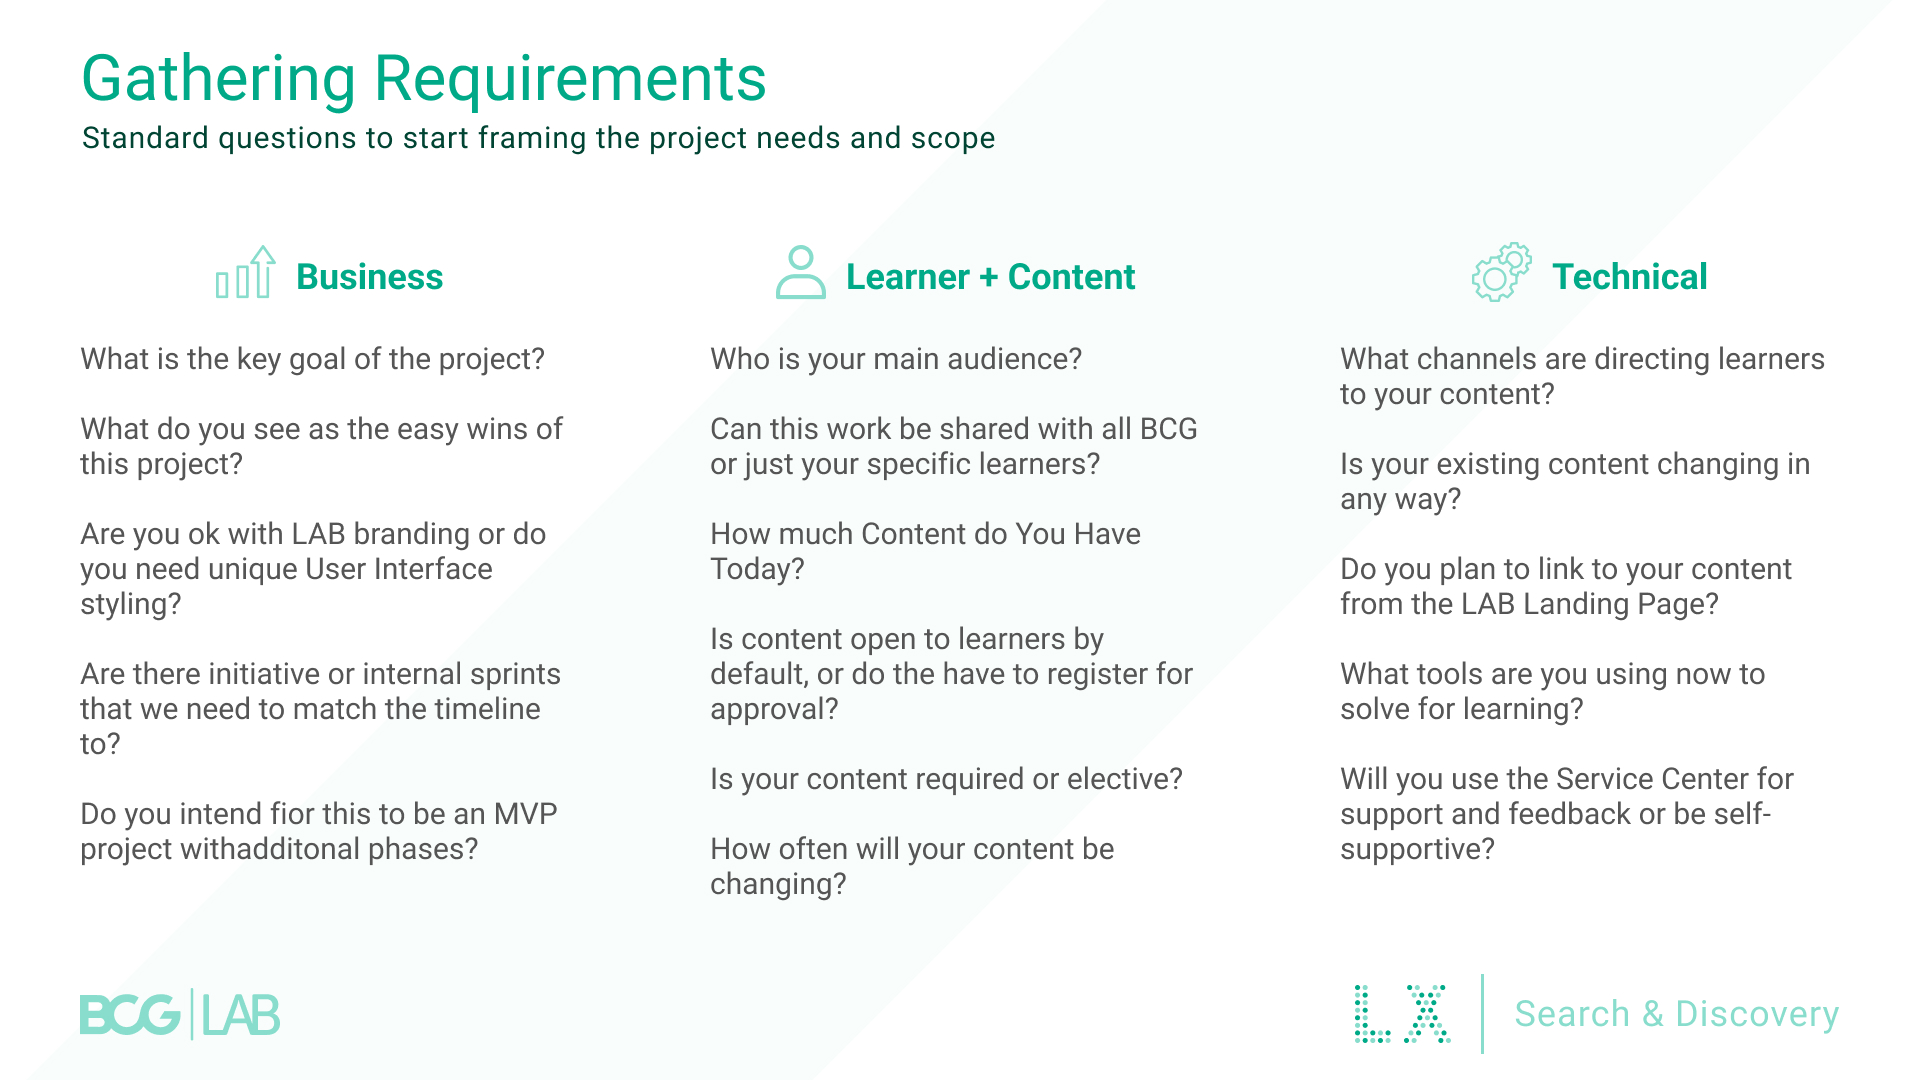 Gathering Requirements
Standard questions to start framing the project needs and scope
Business
What is the key goal of the project?
What do you see as the easy wins of
this project?
Are you ok with LAB branding or do
you need unique User Interface
styling?
Are there initiative or internal sprints
that we need to match the timeline
to?
Do you intend fior this to be an MVP
project withadditonal phases?
Learner + Content
Who is your main audience?
Can this work be shared with all BCG
or just your specific learners?
How much Content do You Have
Today?
Is content open to learners by
default, or do the have to register for
approval?
Is your content required or elective?
How often will your content be
changing?
Technical
What channels are directing learners
to your content?
Is your existing content changing in
any way?
Do you plan to link to your content
from the LAB Landing Page?
What tools are you using now to
solve for learning?
Will you use the Service Center for
support and feedback or be self-
supportive?
BCG LAB
LX Search & Discovery